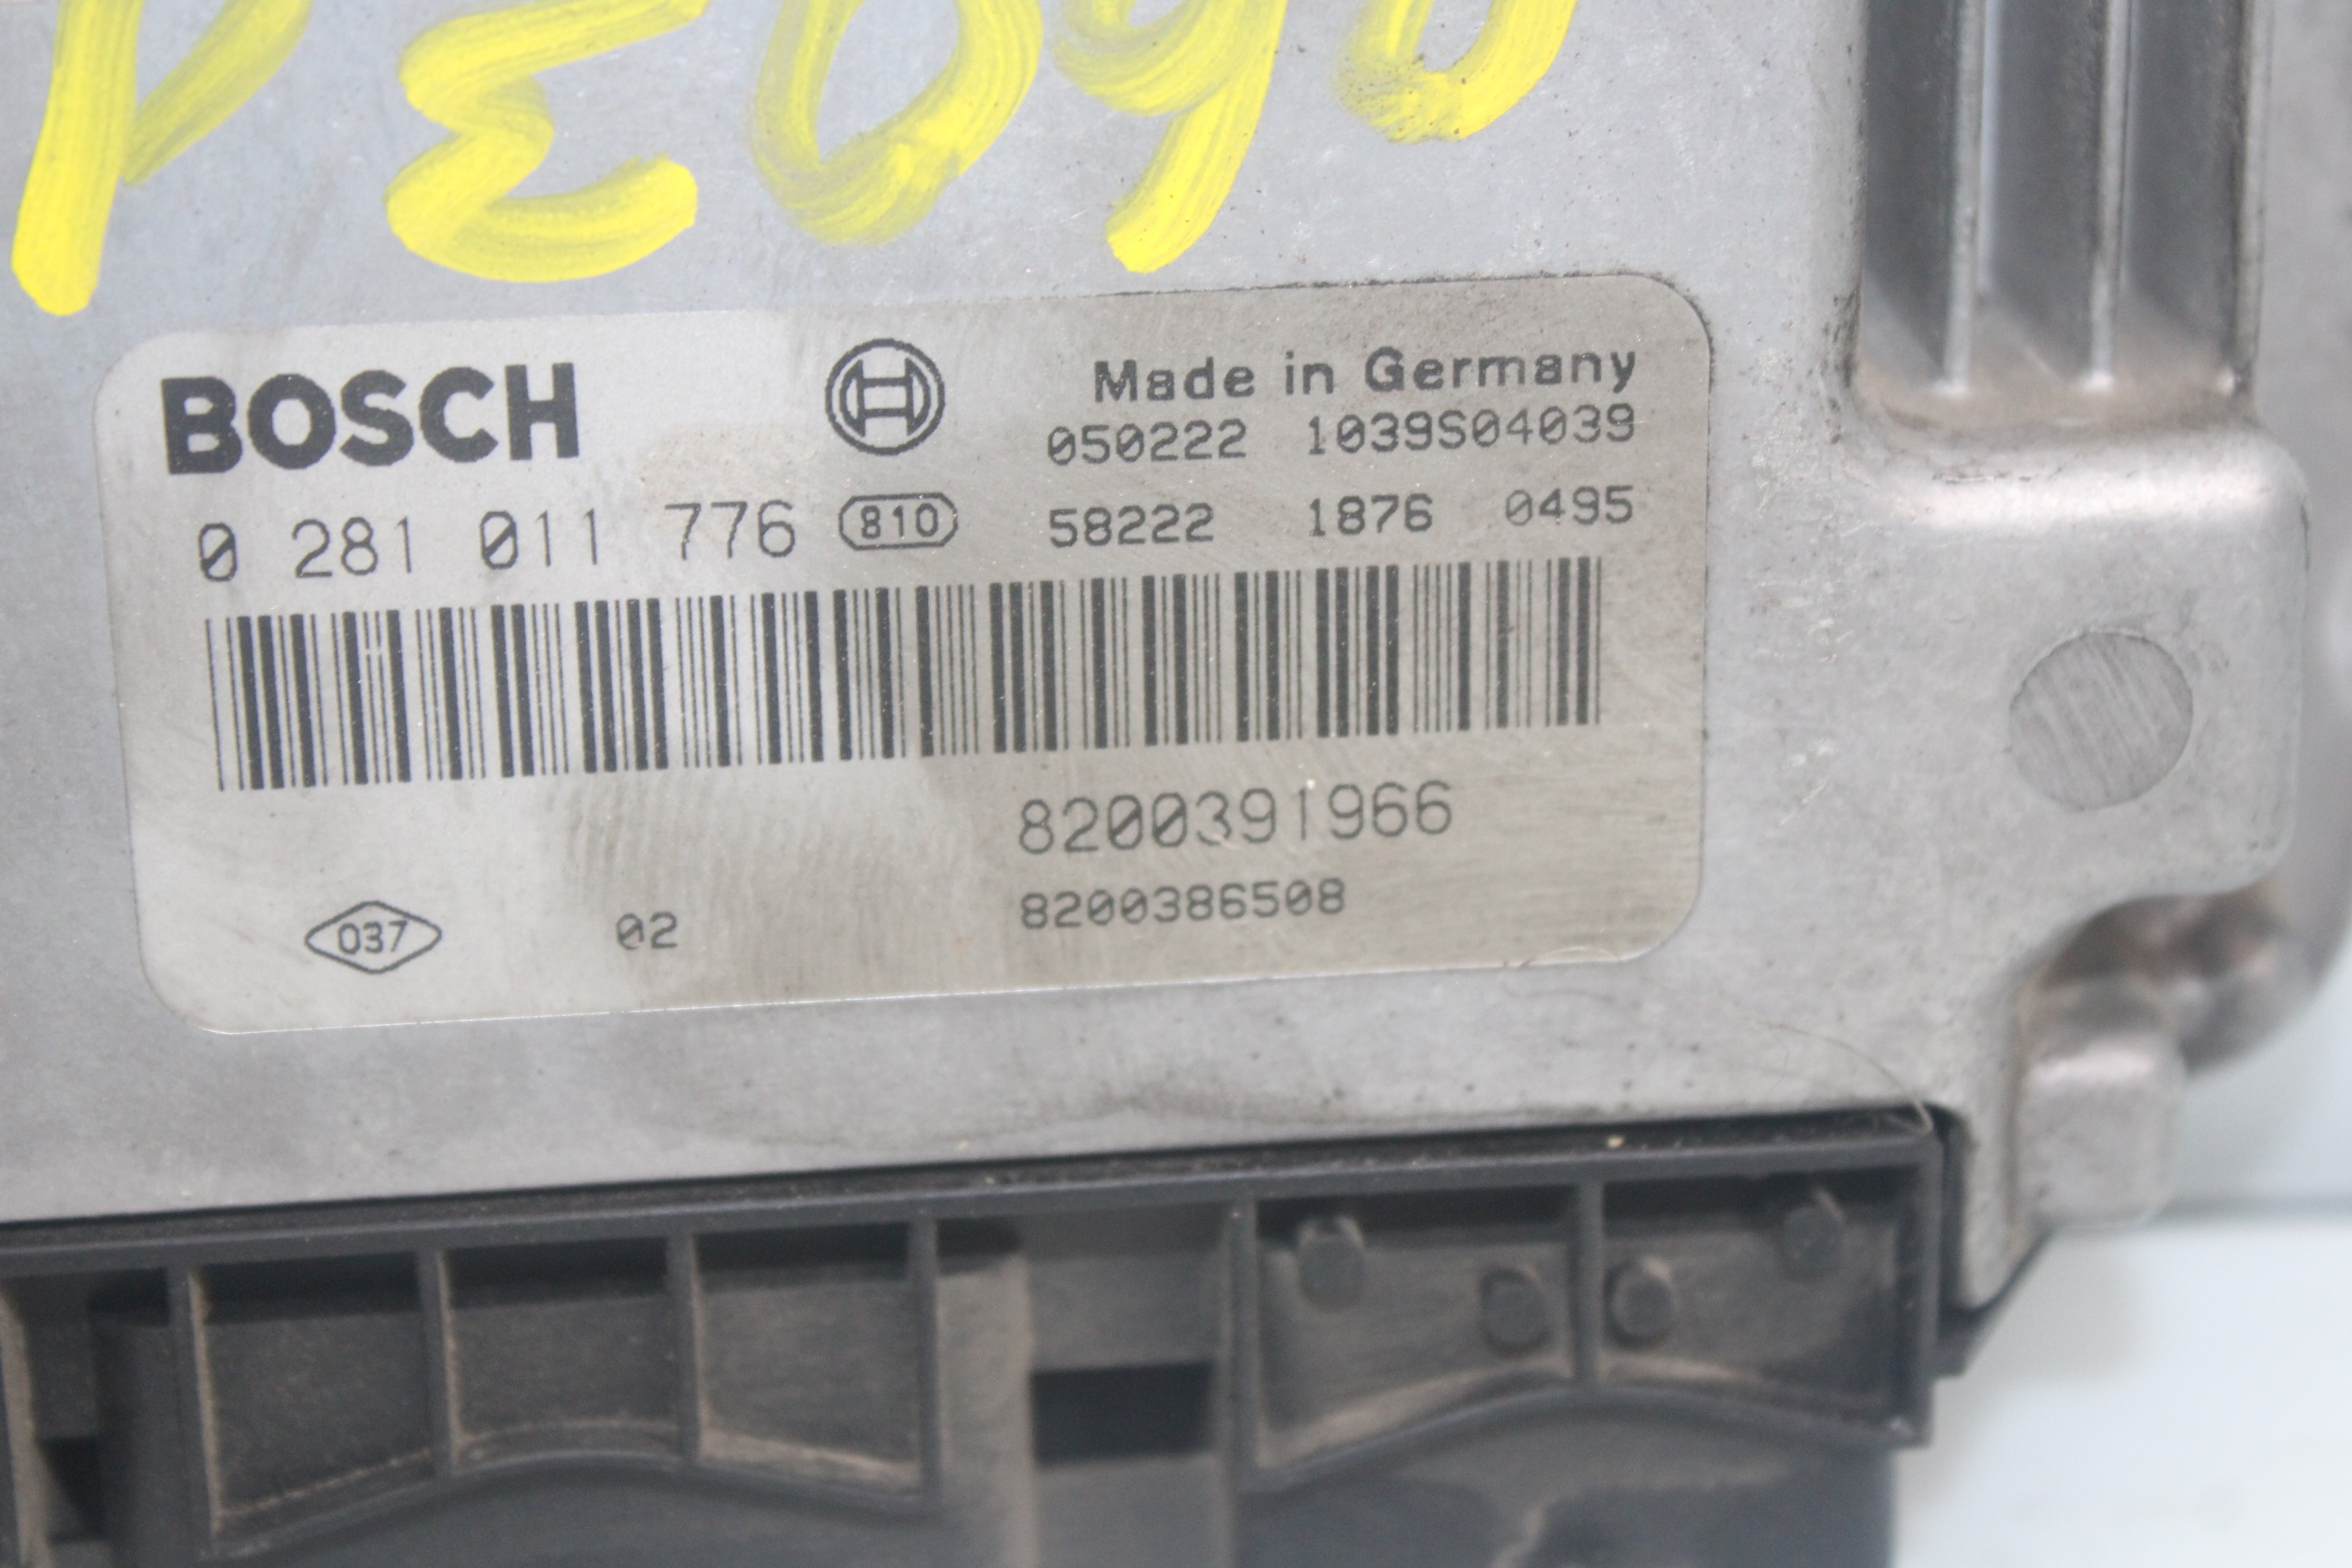 BOSCH
Made in Germany
050222 1039S04039
0 281 011 776 810 58222 1876 0495
8200391966
037 02 8200386508